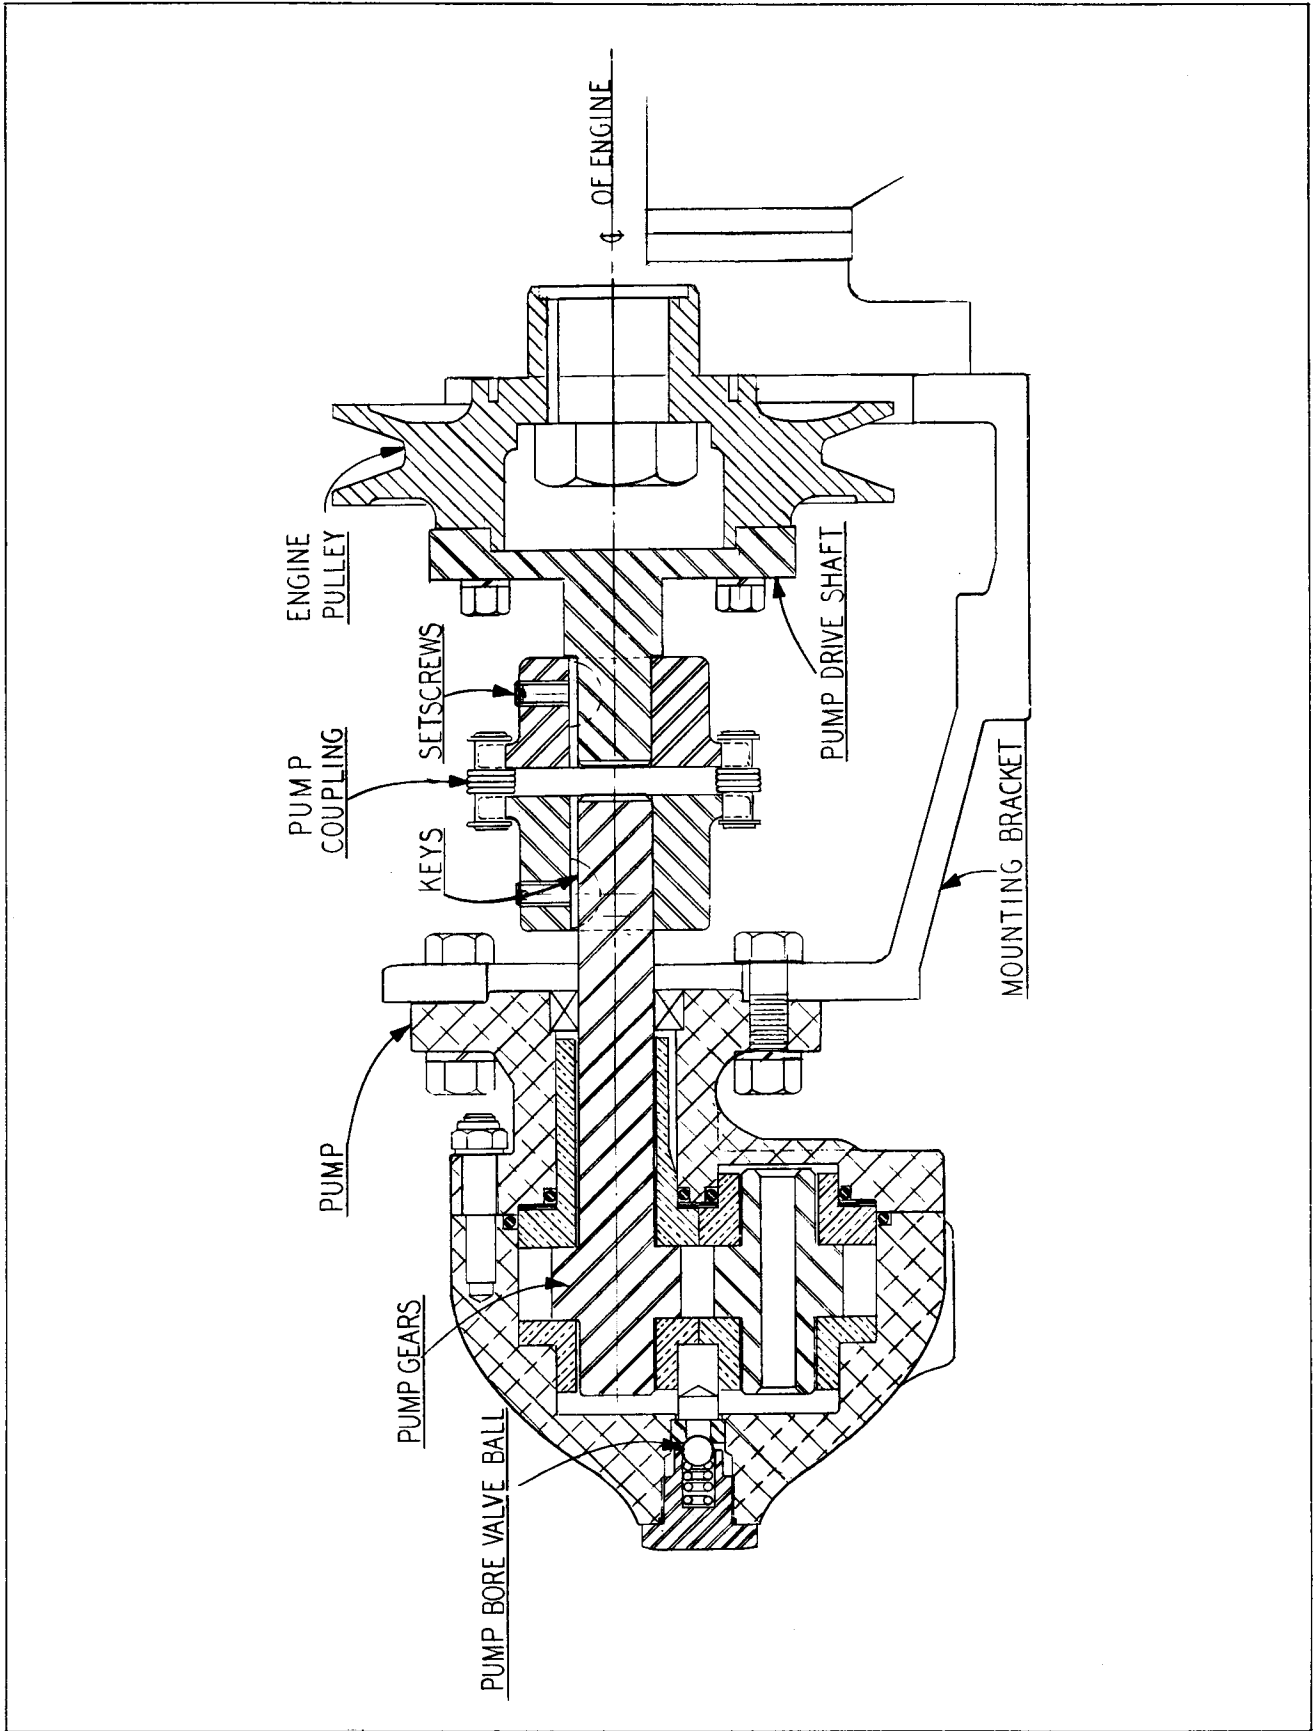 PUMP BORE VALVE BALL
PUMP GEARS
PUMP
KEYS
PUMP
COUPLING
SETSCREWS
ENGINE
PULLEY
℄ OF ENGINE
PUMP DRIVE SHAFT
MOUNTING BRACKET